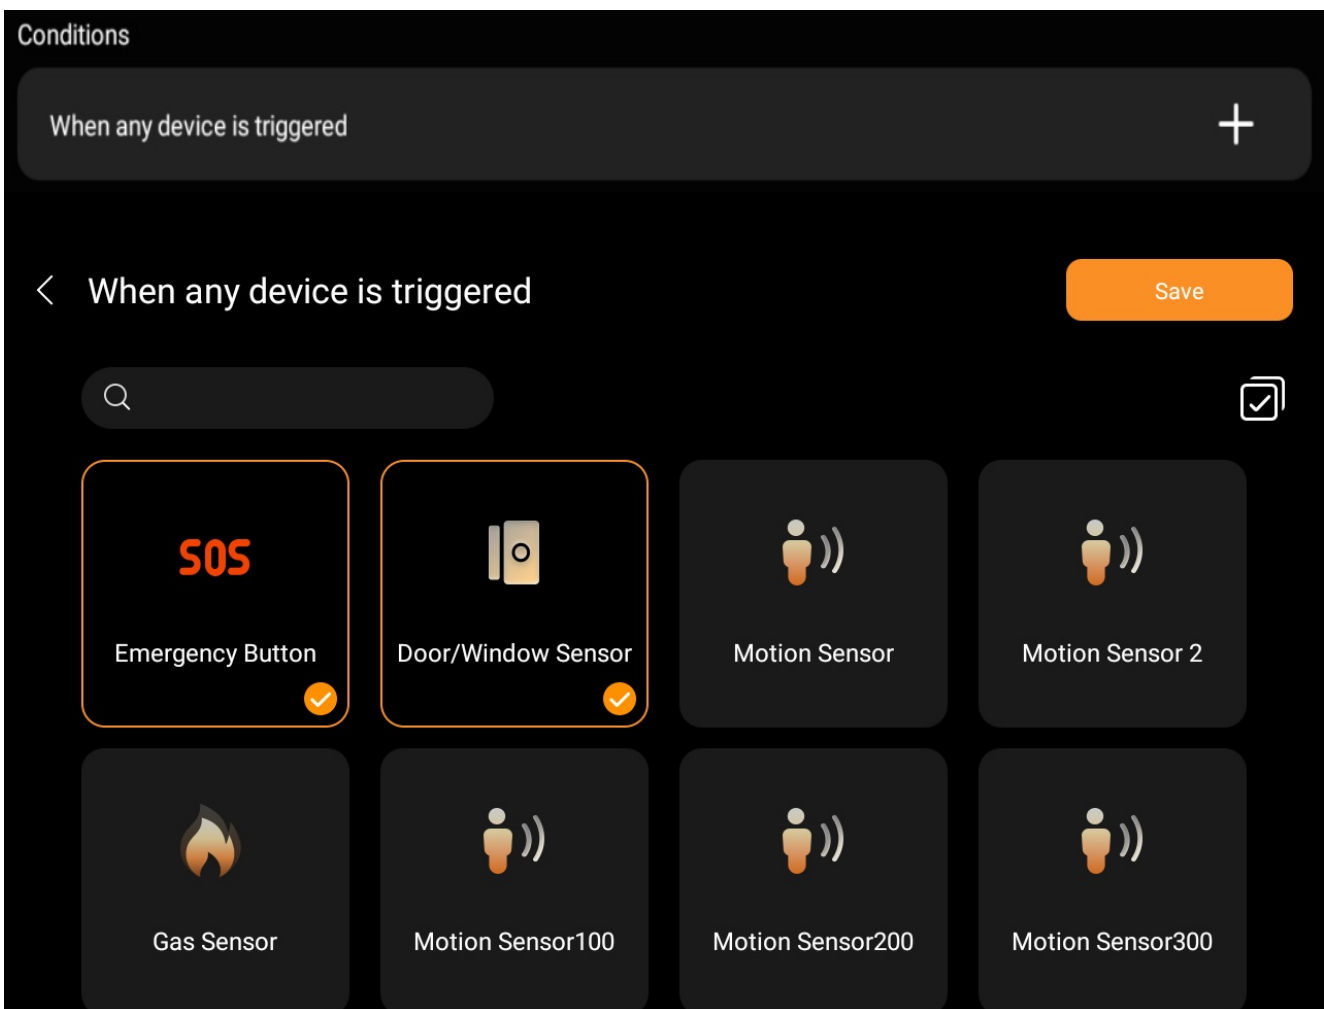 Conditions
When any device is triggered
When any device is triggered
Save
SOS
Emergency Button
Door/Window Sensor
Motion Sensor
Motion Sensor 2
Gas Sensor
Motion Sensor100
Motion Sensor200
Motion Sensor300